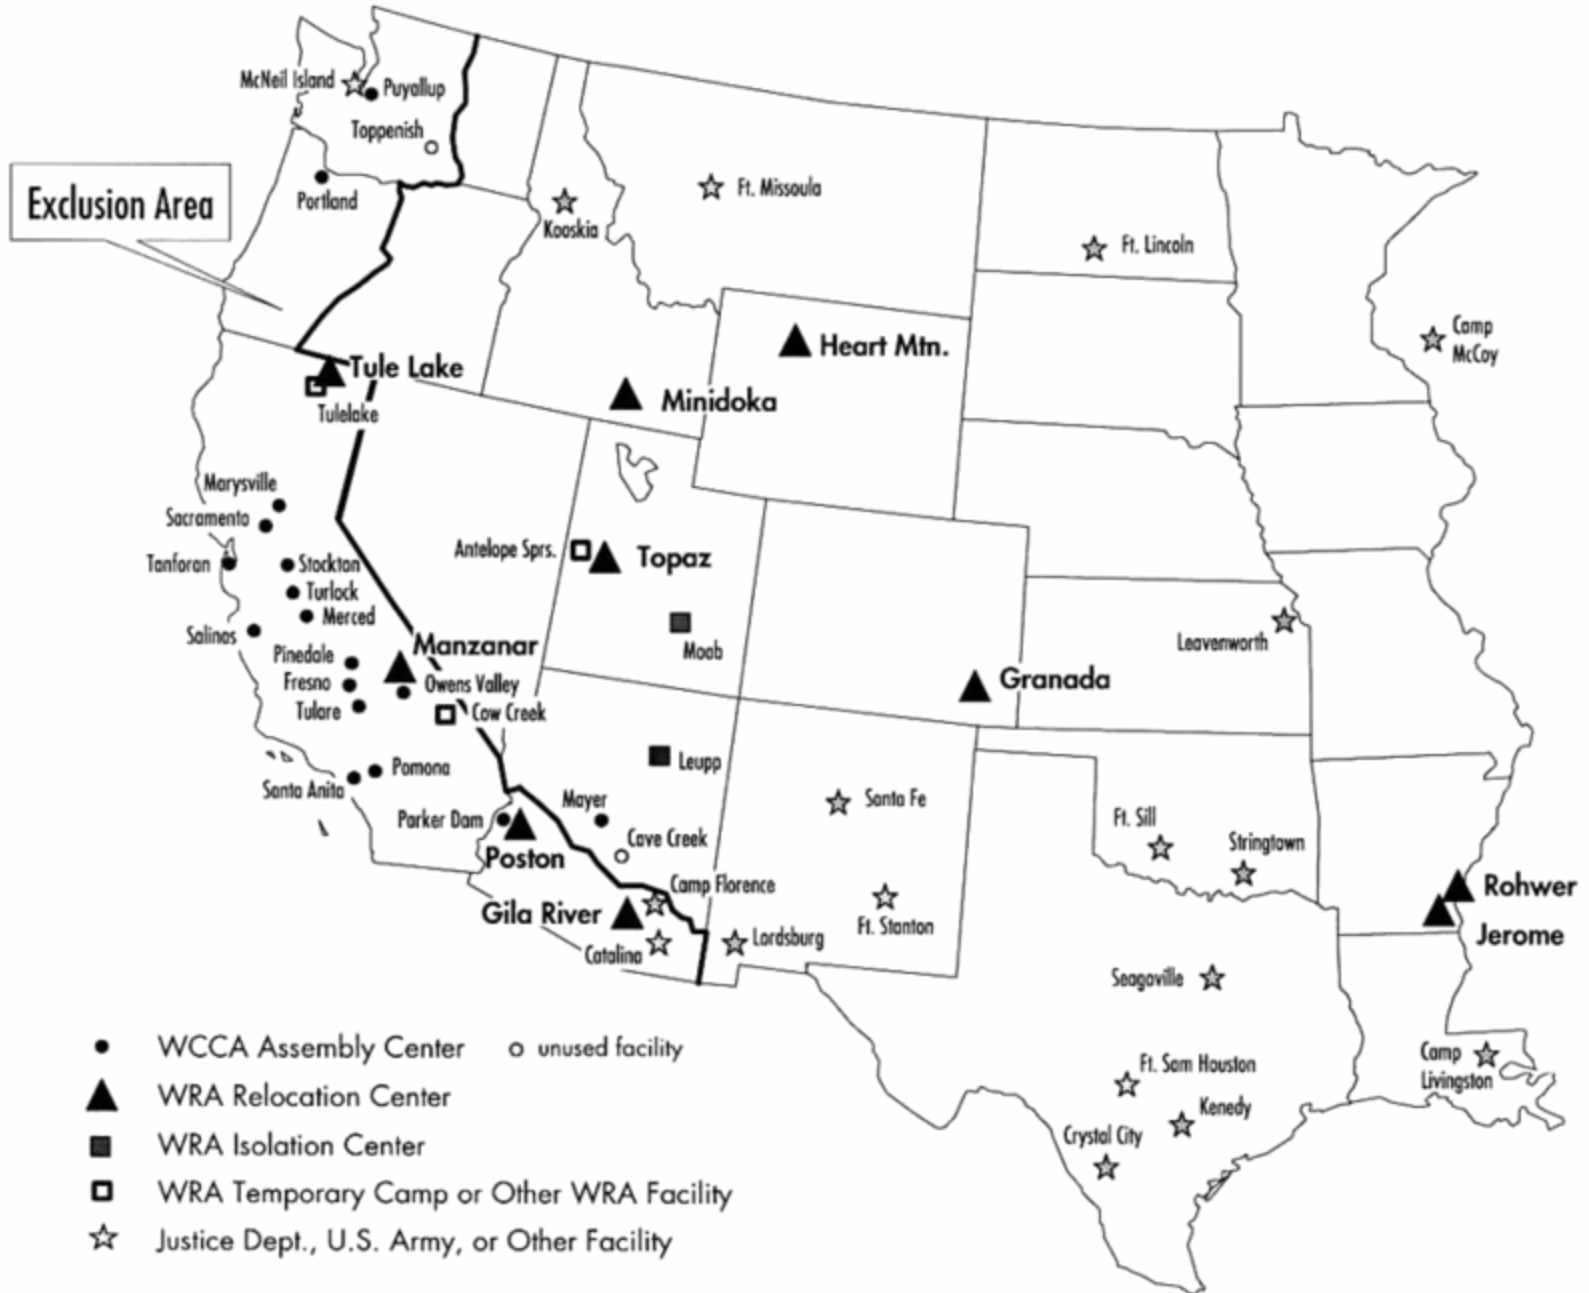 McNeil Island
Puyallup
Toppenish
Portland
Exclusion Area
Kooskia
Ft. Missoula
Ft. Lincoln
Camp
McCoy
Heart Mtn.
Minidoka
Tule Lake
Tulelake
Marysville
Sacramento
Tanforan
Stockton
Turlock
Merced
Salinas
Pinedale
Fresno
Tulare
Manzanar
Owens Valley
Cow Creek
Antelope Sprs.
Topaz
Moab
Granada
Leavenworth
Leupp
Pomona
Santa Anita
Mayer
Parker Dam
Cave Creek
Poston
Camp Florence
Gila River
Catalina
Lordsburg
Santa Fe
Ft. Stanton
Ft. Sill
Stringtown
Rohwer
Jerome
Seagoville
Ft. Sam Houston
Kenedy
Crystal City
Camp
Livingston
WCCA Assembly Center
unused facility
WRA Relocation Center
WRA Isolation Center
WRA Temporary Camp or Other WRA Facility
Justice Dept., U.S. Army, or Other Facility